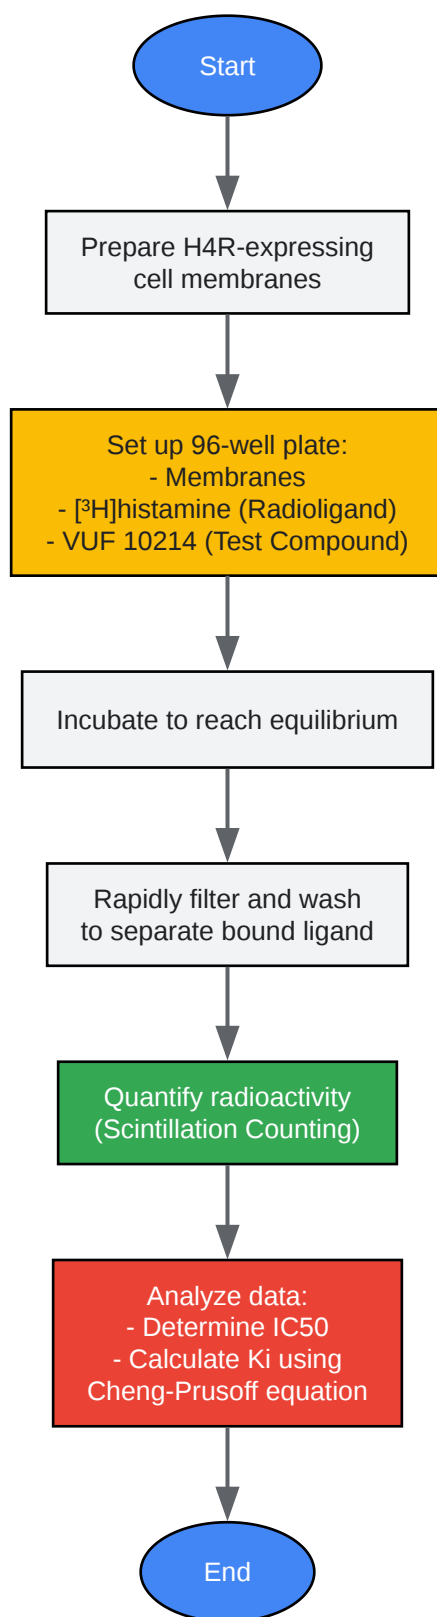 Start
Prepare H4R-expressing
cell membranes
Set up 96-well plate:
- Membranes
- [³H]histamine (Radioligand)
- VUF 10214 (Test Compound)
Incubate to reach equilibrium
Rapidly filter and wash
to separate bound ligand
Quantify radioactivity
(Scintillation Counting)
Analyze data:
- Determine IC50
- Calculate Ki using
Cheng-Prusoff equation
End